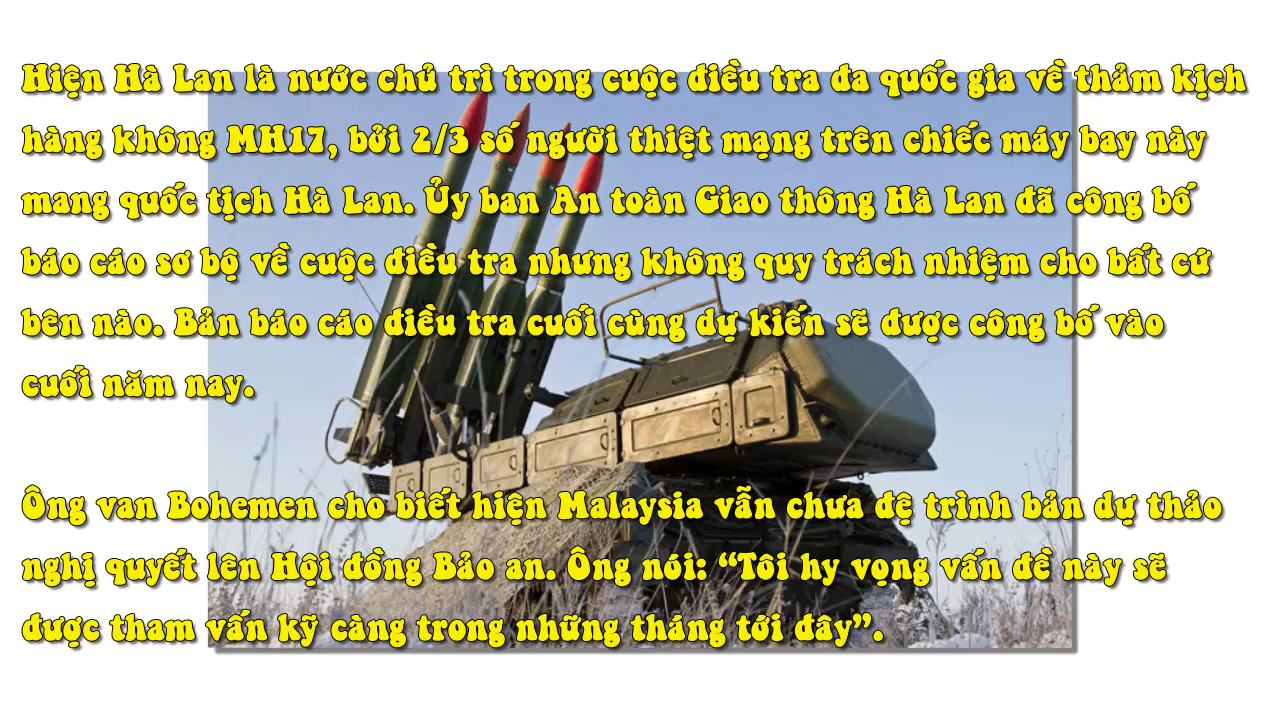 Hiện Hà Lan là nước chủ trì trong cuộc điều tra đa quốc gia về thảm kịch
hàng không MH17, bởi 2/3 số người thiệt mạng trên chiếc máy bay này
mang quốc tịch Hà Lan. Ủy ban An toàn Giao thông Hà Lan đã công bố
báo cáo sơ bộ về cuộc điều tra nhưng không quy trách nhiệm cho bất cứ
bên nào. Bản báo cáo điều tra cuối cùng dự kiến sẽ được công bố vào
cuối năm nay.
Ông van Bohemen cho biết hiện Malaysia vẫn chưa đệ trình bản dự thảo
nghị quyết lên Hội đồng Bảo an. Ông nói: “Tôi hy vọng vấn đề này sẽ
được tham vấn kỹ càng trong những tháng tới đây”.